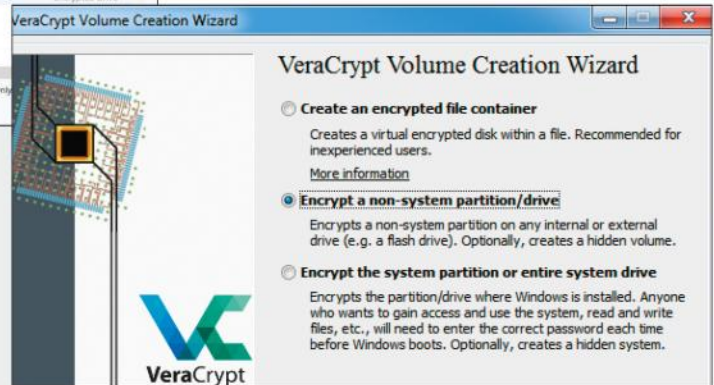 VeraCrypt Volume Creation Wizard
VeraCrypt Volume Creation Wizard
Create an encrypted file container
Creates a virtual encrypted disk within a file. Recommended for
inexperienced users.
More information
Encrypt a non-system partition/drive
Encrypts a non-system partition on any internal or external
drive (e.g. a flash drive). Optionally, creates a hidden volume.
Encrypt the system partition or entire system drive
Encrypts the partition/drive where Windows is installed. Anyone
who wants to gain access and use the system, read and write
files, etc., will need to enter the correct password each time
before Windows boots. Optionally, creates a hidden system.
VeraCrypt